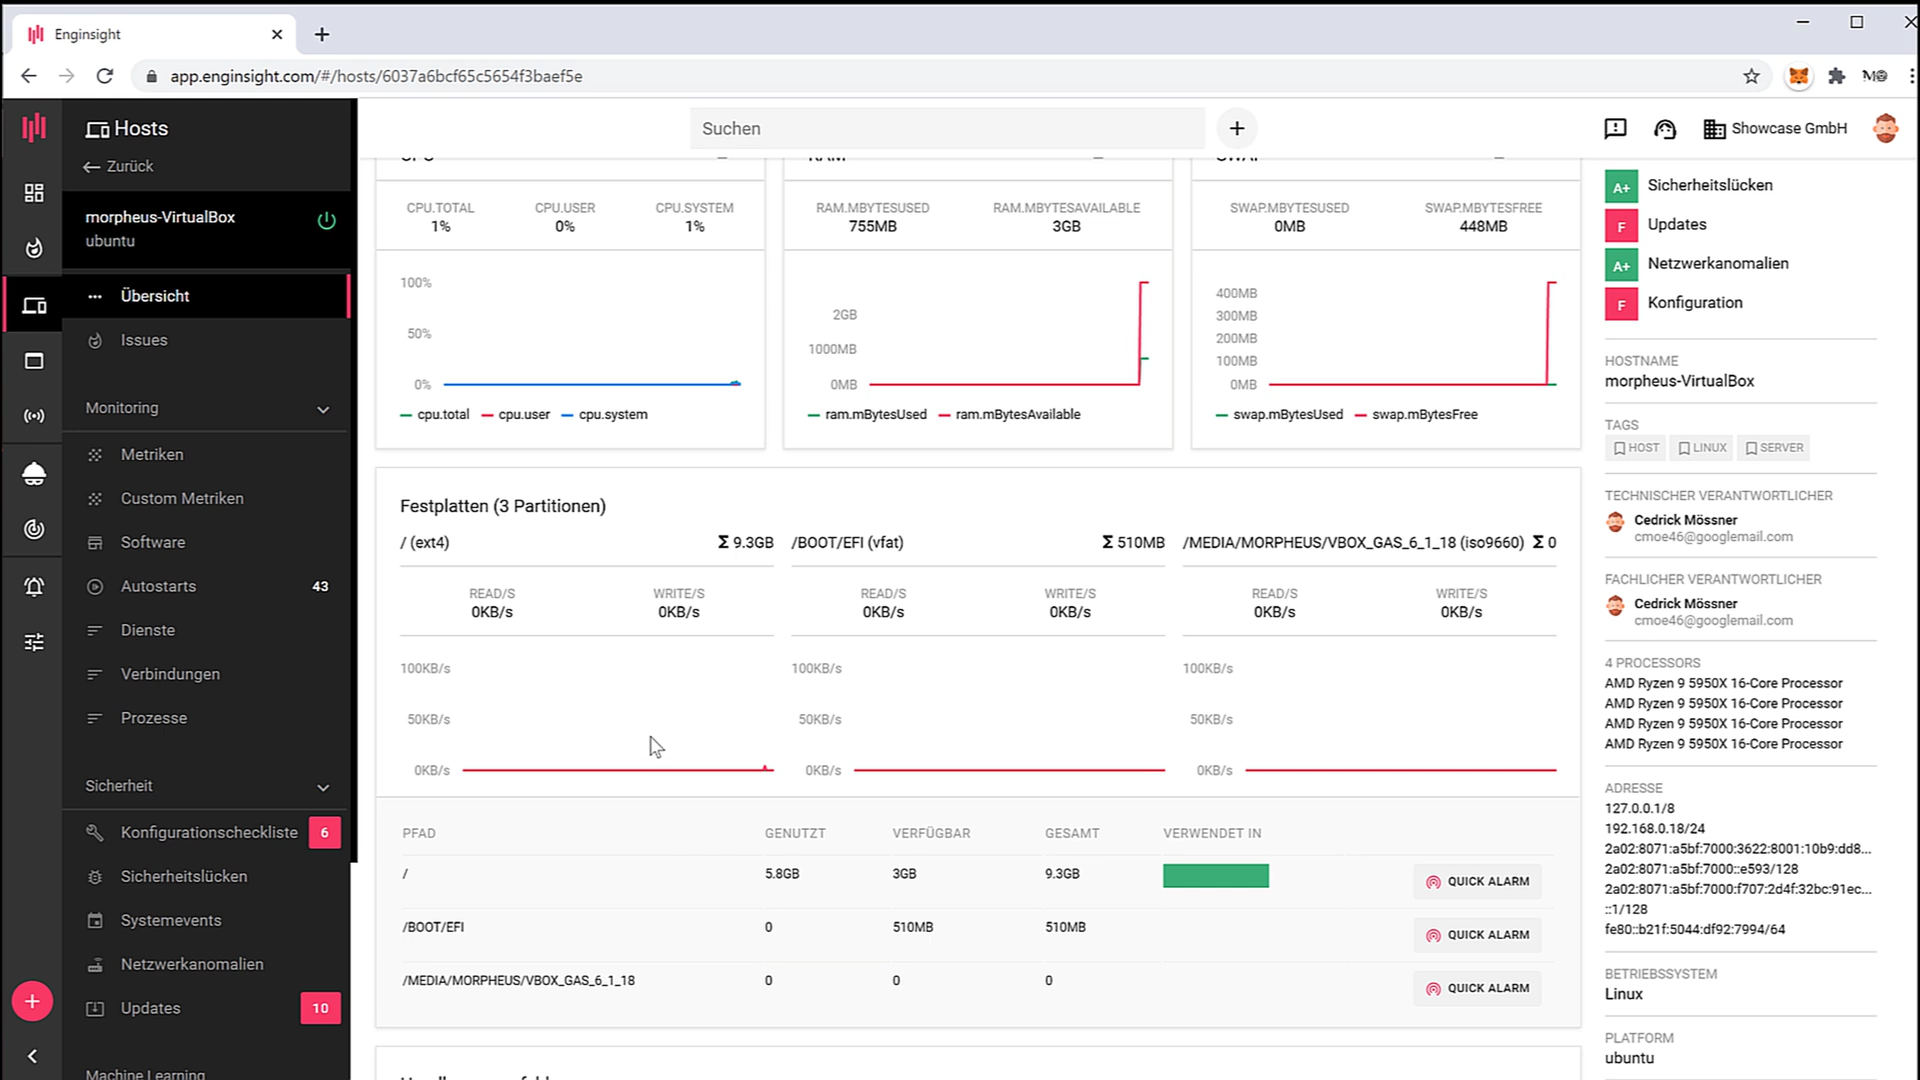 Enginsight
app.enginsight.com/#/hosts/6037a6bcf65c5654f3baef5e
Hosts
Zurück
morpheus-VirtualBox
ubuntu
Übersicht
Issues
Monitoring
Metriken
Custom Metriken
Software
Autostarts 43
Dienste
Verbindungen
Prozesse
Sicherheit
Konfigurationscheckliste 6
Sicherheitslücken
Systemevents
Netzwerkanomalien
Updates 10
Machine Learning
Suchen
Showcase GmbH
CPU.TOTAL CPU.USER CPU.SYSTEM
1% 0% 1%
100%
50%
0%
cpu.total cpu.user cpu.system
RAM
RAM.MBYTESUSED RAM.MBYTESAVAILABLE
755MB 3GB
2GB
1000MB
0MB
ram.mBytesUsed ram.mBytesAvailable
SWAP.MBYTESUSED SWAP.MBYTESFREE
0MB 448MB
400MB
300MB
200MB
100MB
0MB
swap.mBytesUsed swap.mBytesFree
Festplatten (3 Partitionen)
/ (ext4) Σ 9.3GB
READ/S WRITE/S
0KB/s 0KB/s
100KB/s
50KB/s
0KB/s
/BOOT/EFI (vfat) Σ 510MB
READ/S WRITE/S
0KB/s 0KB/s
100KB/s
50KB/s
0KB/s
/MEDIA/MORPHEUS/VBOX_GAS_6_1_18 (iso9660) Σ 0
READ/S WRITE/S
0KB/s 0KB/s
100KB/s
50KB/s
0KB/s
PFAD GENUTZT VERFÜGBAR GESAMT VERWENDET IN
/ 5.8GB 3GB 9.3GB QUICK ALARM
/BOOT/EFI 0 510MB 510MB QUICK ALARM
/MEDIA/MORPHEUS/VBOX_GAS_6_1_18 0 0 0 QUICK ALARM
A+ Sicherheitslücken
F Updates
A+ Netzwerkanomalien
F Konfiguration
HOSTNAME
morpheus-VirtualBox
TAGS
HOST LINUX SERVER
TECHNISCHER VERANTWORTLICHER
Cedrick Mössner
cmoe46@googlemail.com
FACHLICHER VERANTWORTLICHER
Cedrick Mössner
cmoe46@googlemail.com
4 PROCESSORS
AMD Ryzen 9 5950X 16-Core Processor
AMD Ryzen 9 5950X 16-Core Processor
AMD Ryzen 9 5950X 16-Core Processor
AMD Ryzen 9 5950X 16-Core Processor
ADRESSE
127.0.0.1/8
192.168.0.18/24
2a02:8071:a5bf:7000:3622:8001:10b9:dd8...
2a02:8071:a5bf:7000::e593/128
2a02:8071:a5bf:7000:f707:2d4f:32bc:91ec...
::1/128
fe80::b21f:5044:df92:7994/64
BETRIEBSSYSTEM
Linux
PLATFORM
ubuntu